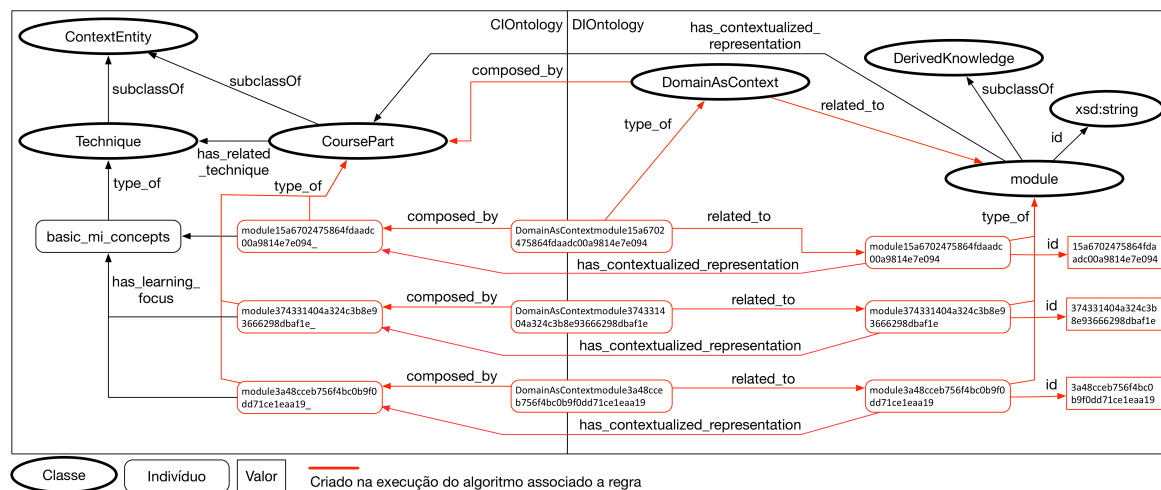 CIOntology
DIOntology
ContextEntity
has_contextualized_
representation
DerivedKnowledge
composed_by
DomainAsContext
subclassOf
subclassOf
subclassOf
xsd:string
related_to
type_of
id
Technique
CoursePart
has_related
_technique
module
type_of
type_of
type_of
basic_mi_concepts
module15a6702475864fdaadc
00a9814e7e094_
composed_by
DomainAsContextmodule15a6702
475864fdaadc00a9814e7e094
related_to
module15a6702475864fdaadc
00a9814e7e094
id
15a6702475864fda
adc00a9814e7e094
has_contextualized_representation
has_learning_
focus
module374331404a324c3b8e9
3666298dbaf1e_
composed_by
DomainAsContextmodule3743314
04a324c3b8e93666298dbaf1e
related_to
module374331404a324c3b8e9
3666298dbaf1e
id
374331404a324c3b
8e93666298dbaf1e
has_contextualized_representation
module3a48cceb756f4bc0b9f0
dd71ce1eaa19_
composed_by
DomainAsContextmodule3a48cce
b756f4bc0b9f0dd71ce1eaa19
related_to
module3a48cceb756f4bc0b9f0
dd71ce1eaa19
id
3a48cceb756f4bc0
b9f0dd71ce1eaa19
has_contextualized_representation
Classe
Indivíduo
Valor
Criado na execução do algoritmo associado a regra